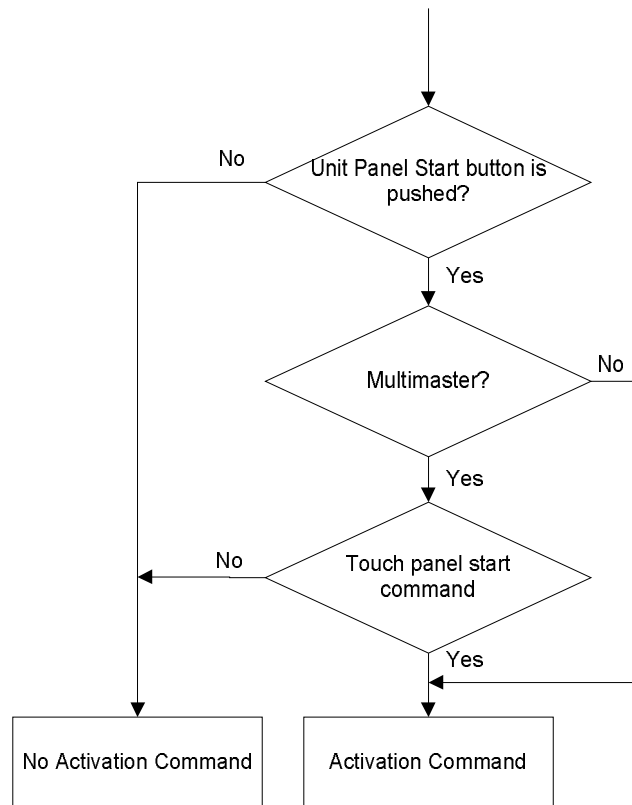 No
Unit Panel Start button is
pushed?
Yes
Multimaster?
No
Yes
No
Touch panel start
command
Yes
No Activation Command
Activation Command